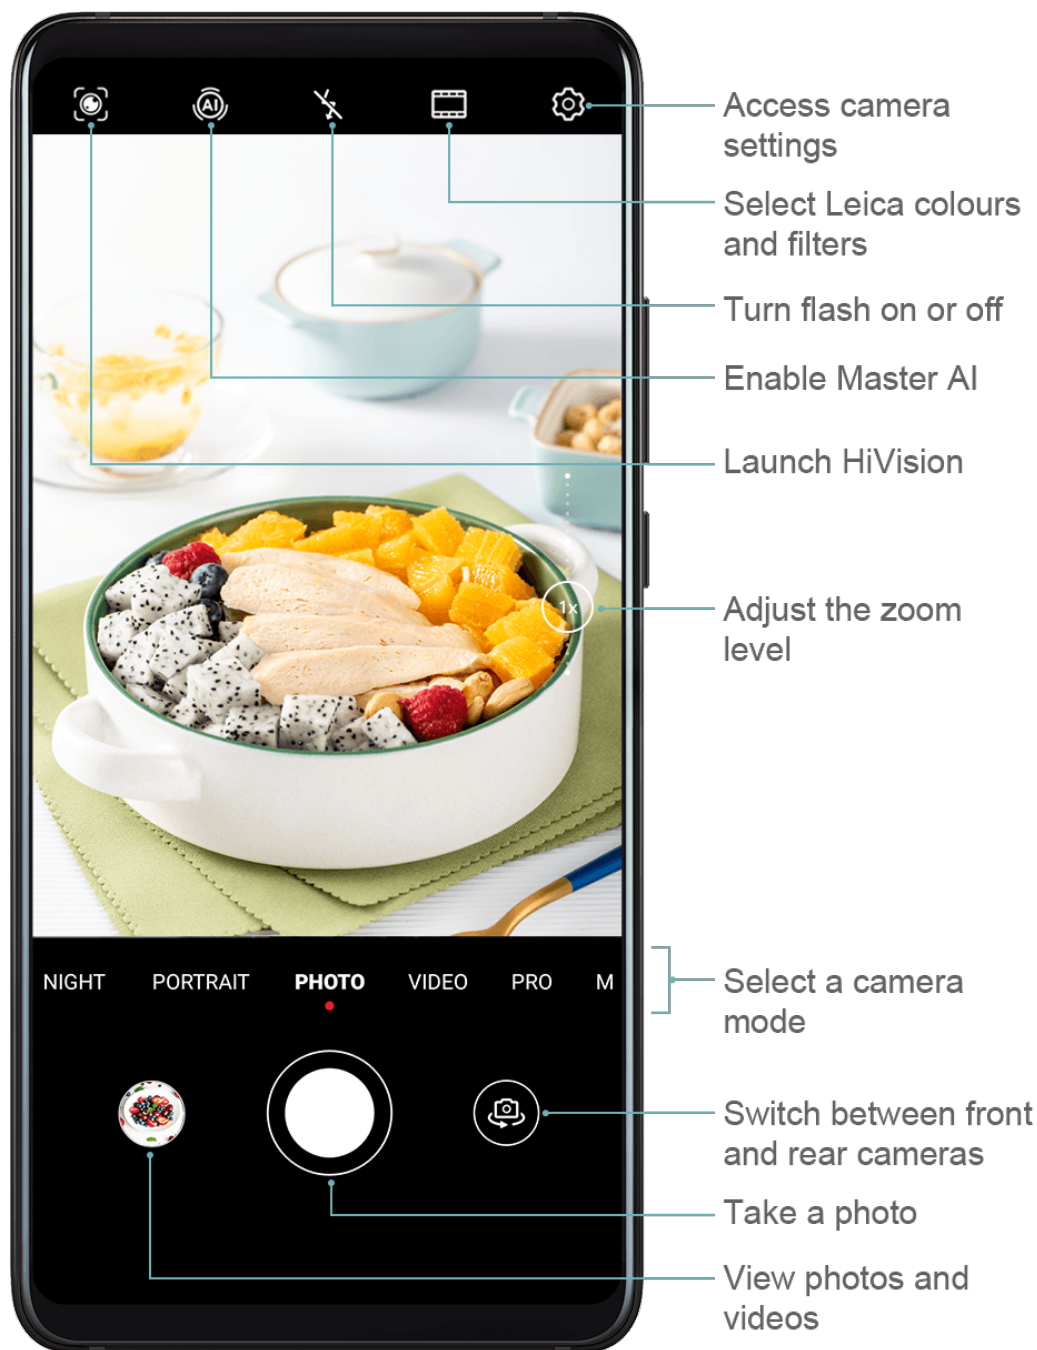 AI
Access camera
settings
Select Leica colours
and filters
Turn flash on or off
Enable Master AI
Launch HiVision
1x
Adjust the zoom
level
NIGHT PORTRAIT PHOTO VIDEO PRO M
Select a camera
mode
Switch between front
and rear cameras
Take a photo
View photos and
videos